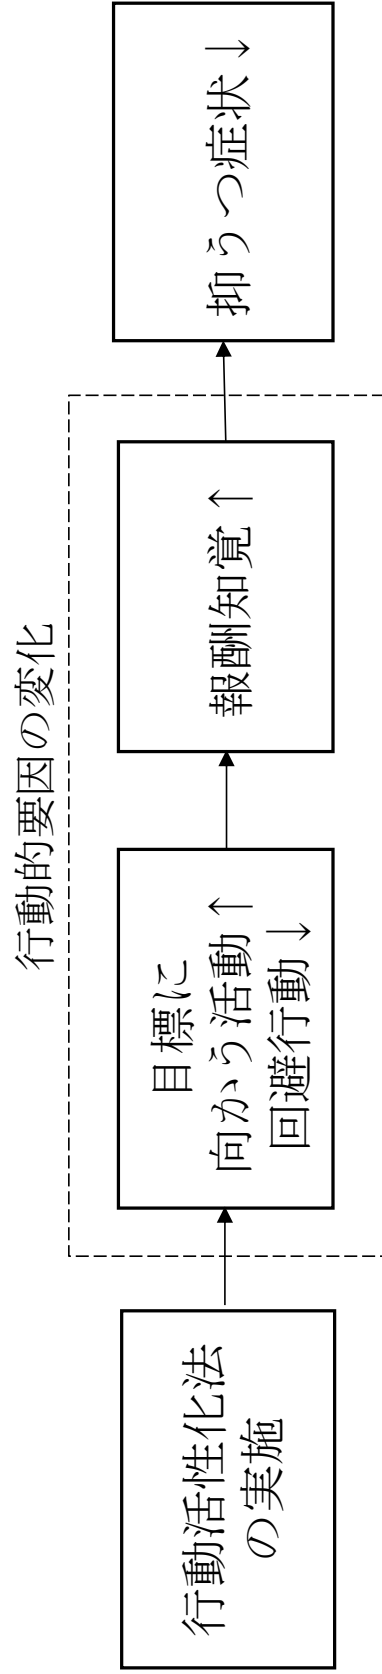 行動的要因の変化
行動活性化法
の実施
目標に
向かう活動↑
回避行動↓
報酬知覚↑
抑うつ症状↓